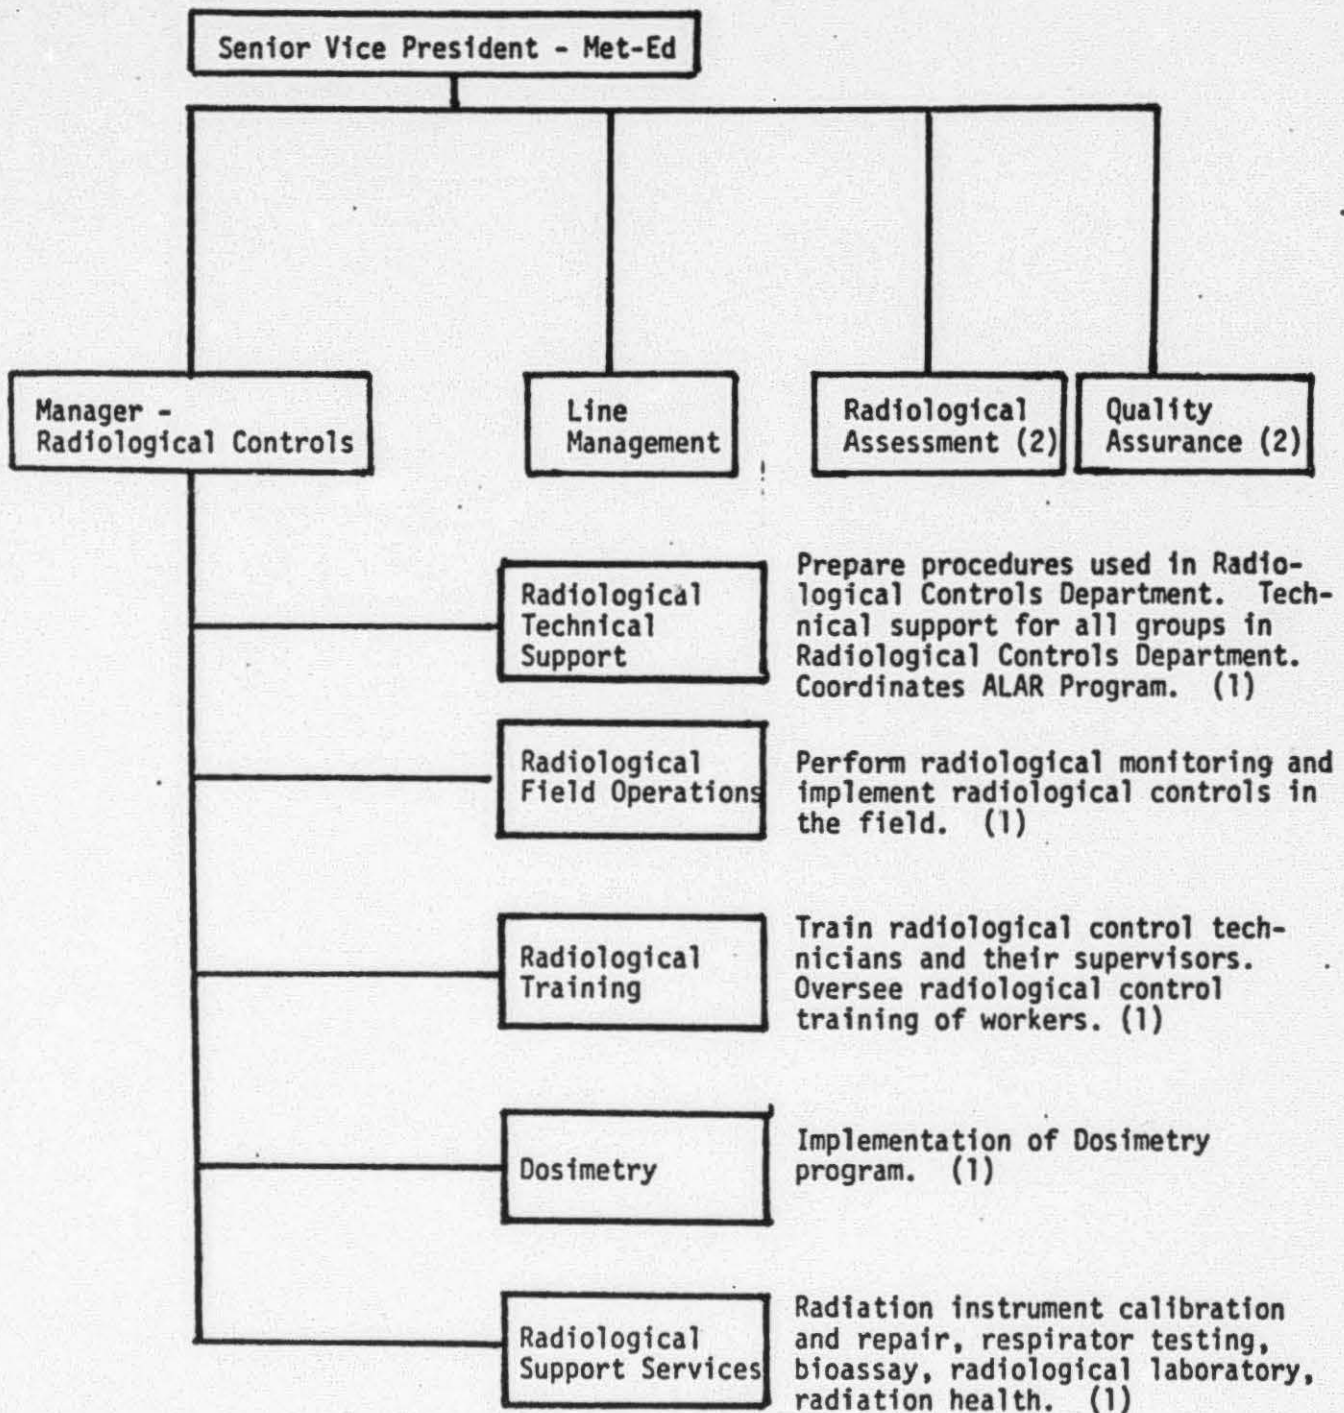 Senior Vice President - Met-Ed
Manager -
Radiological Controls
Line
Management
Radiological
Assessment (2)
Quality
Assurance (2)
Radiological
Technical
Support
Prepare procedures used in Radio-
logical Controls Department. Tech-
nical support for all groups in
Radiological Controls Department.
Coordinates ALAR Program. (1)
Radiological
Field Operations
Perform radiological monitoring and
implement radiological controls in
the field. (1)
Radiological
Training
Train radiological control tech-
nicians and their supervisors.
Oversee radiological control
training of workers. (1)
Dosimetry
Implementation of Dosimetry
program. (1)
Radiological
Support Services
Radiation instrument calibration
and repair, respirator testing,
bioassay, radiological laboratory,
radiation health. (1)